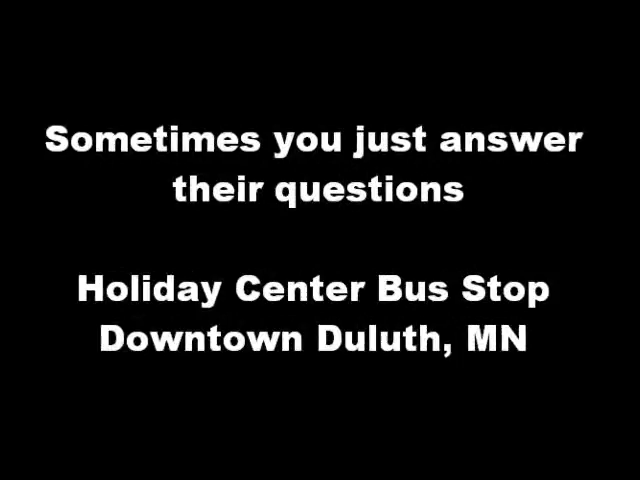 Sometimes you just answer
their questions
Holiday Center Bus Stop
Downtown Duluth, MN